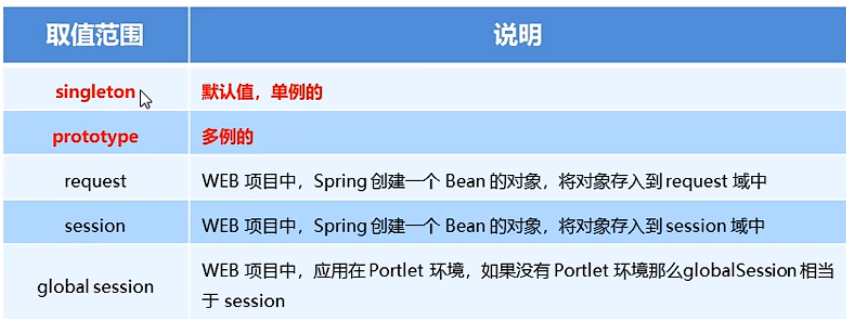 取值范围 说明
singleton 默认值，单例的
prototype 多例的
request WEB 项目中，Spring 创建一个 Bean 的对象，将对象存入到 request 域中
session WEB 项目中，Spring 创建一个 Bean 的对象，将对象存入到 session 域中
global session WEB 项目中，应用在 Portlet 环境，如果没有 Portlet 环境那么globalSession 相当
于 session